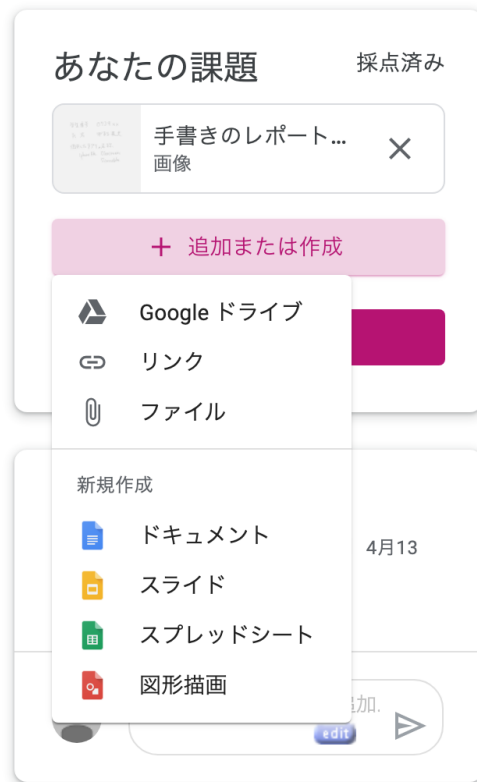 あなたの課題
採点済み
手書きのレポート...
画像
+ 追加または作成
Google ドライブ
リンク
ファイル
新規作成
ドキュメント
4月13
スライド
スプレッドシート
図形描画
追加.
edit